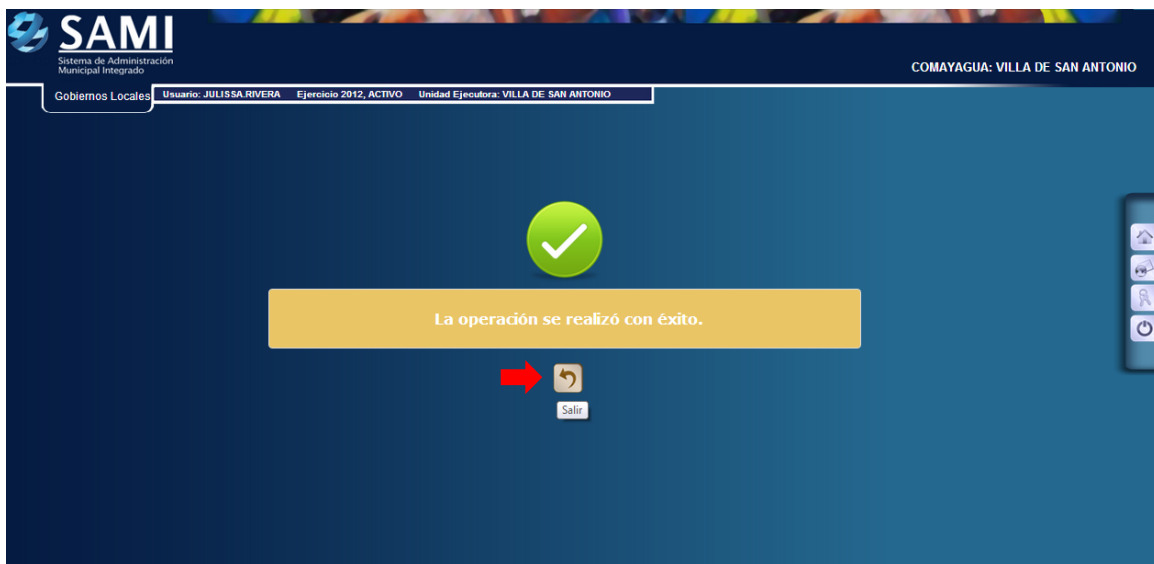 SAMI
Sistema de Administración
Municipal Integrado
COMAYAGUA: VILLA DE SAN ANTONIO
Gobiernos Locales
Usuario: JULISSA.RIVERA Ejercicio 2012, ACTIVO Unidad Ejecutora: VILLA DE SAN ANTONIO
La operación se realizó con éxito.
Salir